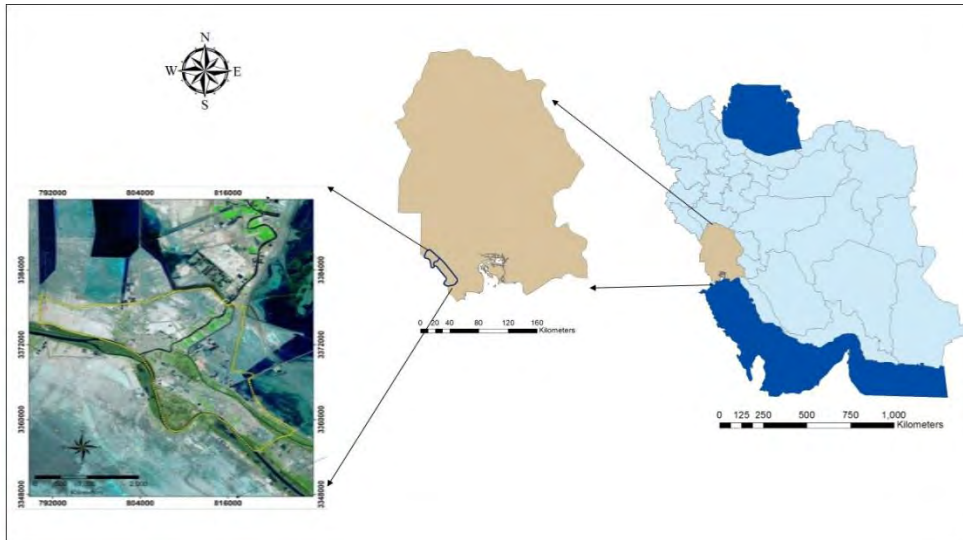 N
W E
S
792000 804000 816000
3384000 3384000
3372000 3372000
3360000 3360000
3348000 3348000
792000 804000 816000
0 20 40 80 120 160
Kilometers
0 125 250 500 750 1,000
Kilometers